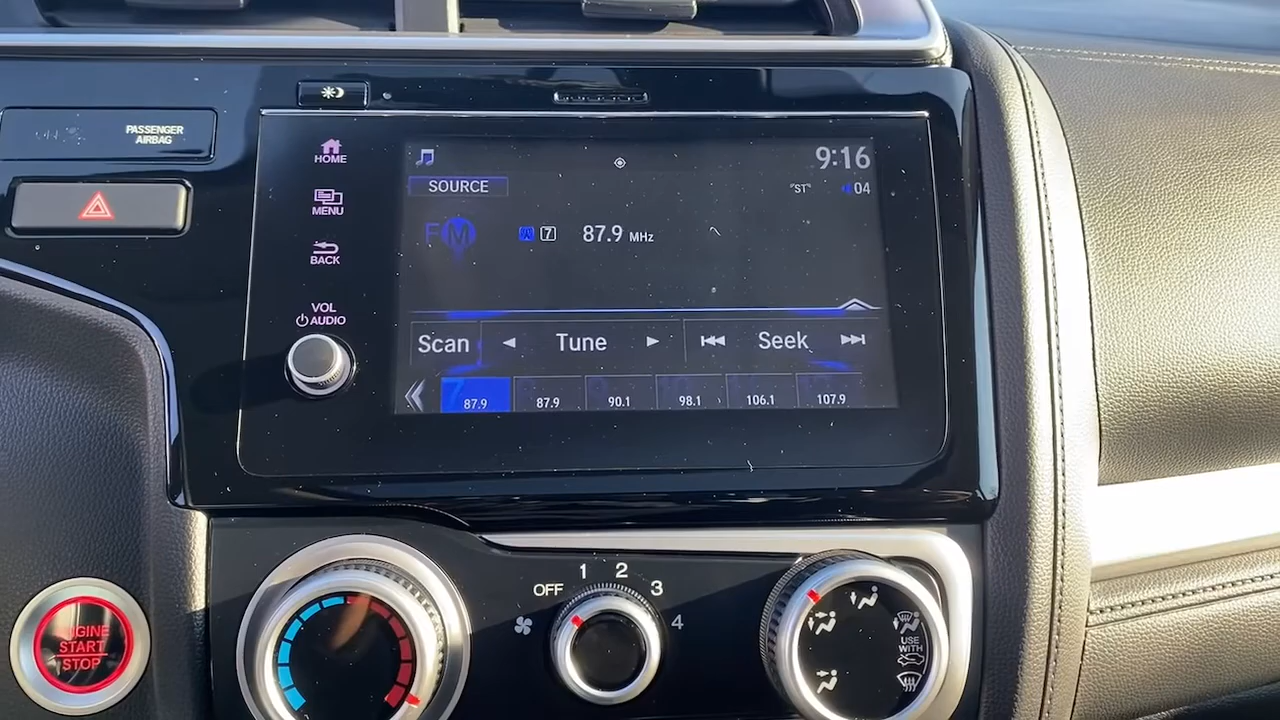 PASSENGER
AIRBAG
HOME
MENU
BACK
VOL
AUDIO
9:16
SOURCE
"ST"
04
FM
7
87.9 MHz
Scan
Tune
Seek
87.9
87.9
90.1
98.1
106.1
107.9
ENGINE
START
STOP
OFF
1
2
3
4
USE
WITH